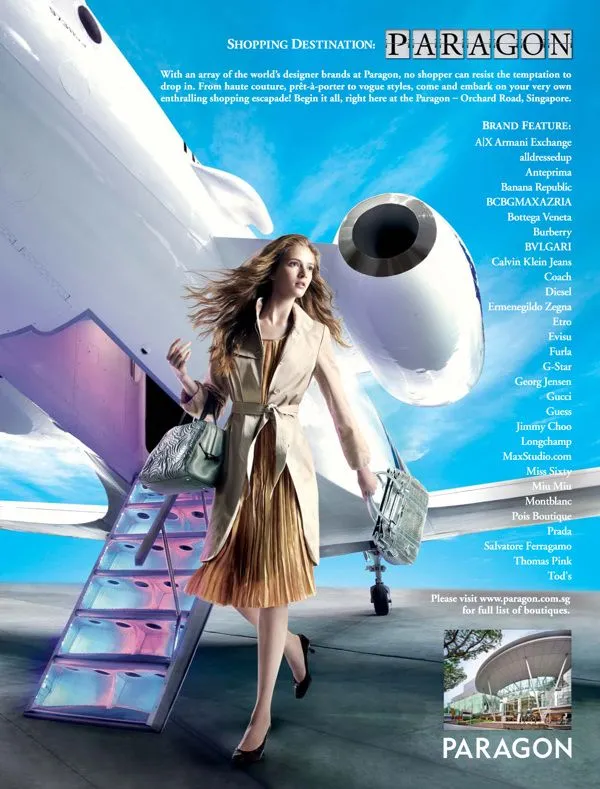 SHOPPING DESTINATION: PARAGON
With an array of the world's designer brands at Paragon, no shopper can resist the temptation to
drop in. From haute couture, prêt-à-porter to vogue styles, come and embark on your very own
enthralling shopping escapade! Begin it all, right here at the Paragon – Orchard Road, Singapore.
BRAND FEATURE:
A|X Armani Exchange
alldressedup
Anteprima
Banana Republic
BCBGMAXAZRIA
Bottega Veneta
Burberry
BVLGARI
Calvin Klein Jeans
Coach
Diesel
Ermenegildo Zegna
Etro
Evisu
Furla
G-Star
Georg Jensen
Gucci
Guess
Jimmy Choo
Longchamp
MaxStudio.com
Miss Sixty
Miu Miu
Montblanc
Pois Boutique
Prada
Salvatore Ferragamo
Thomas Pink
Tod's
Please visit www.paragon.com.sg
for full list of boutiques.
PARAGON